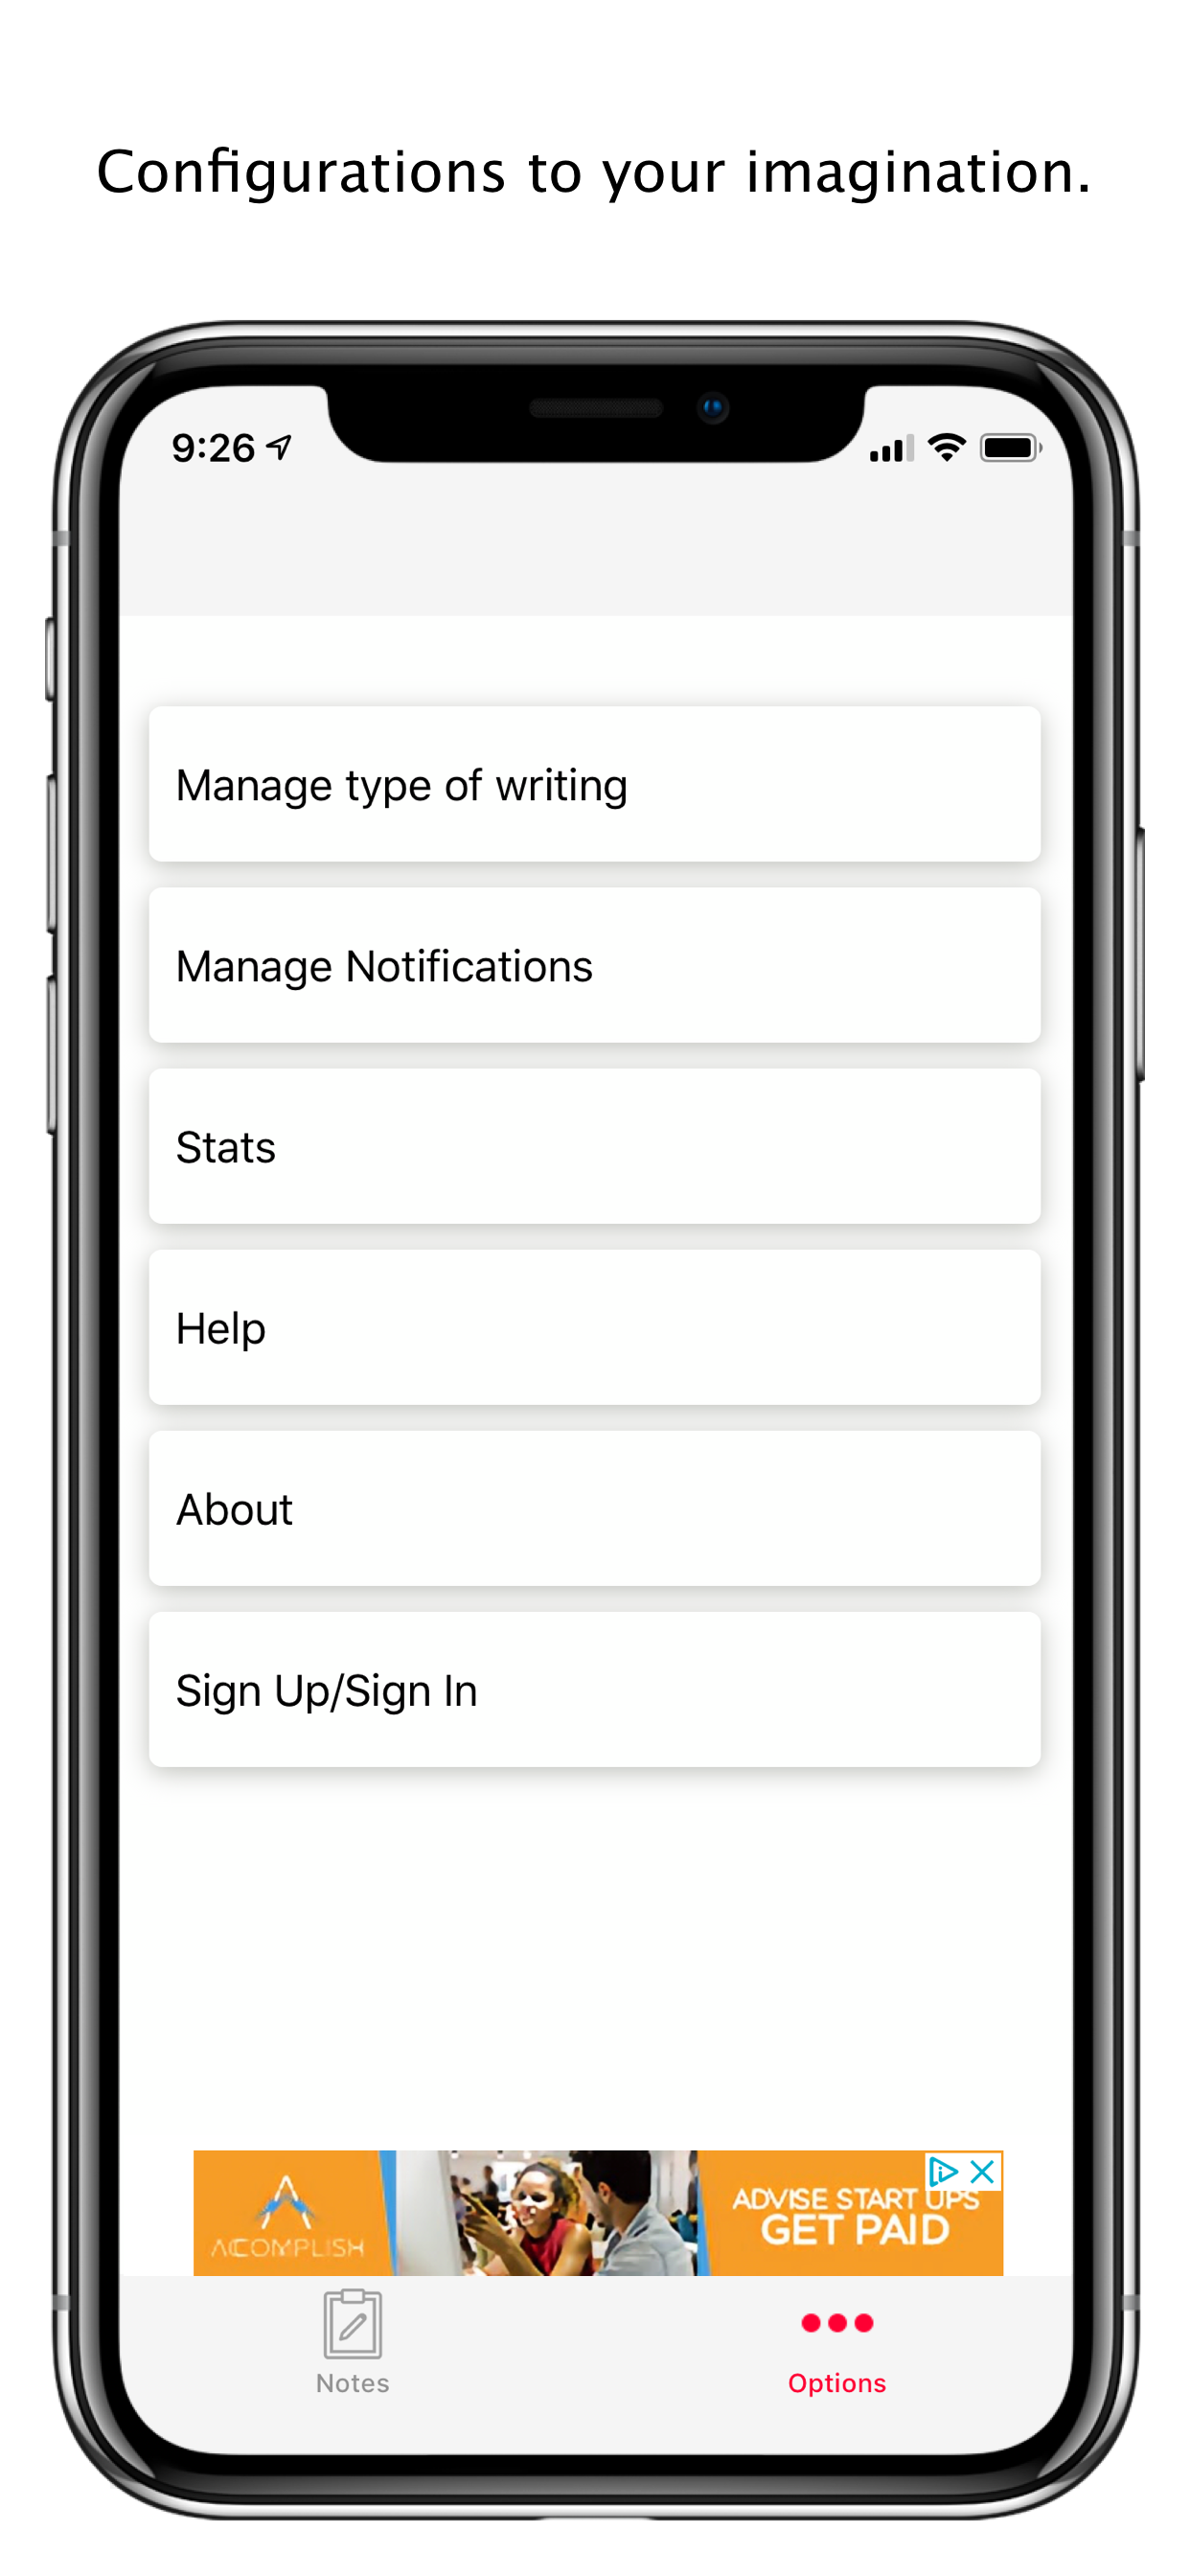 Configurations to your imagination.
9:26
Manage type of writing
Manage Notifications
Stats
Help
About
Sign Up/Sign In
ACCOMPLISH
ADVISE START UPS
GET PAID
Notes
Options